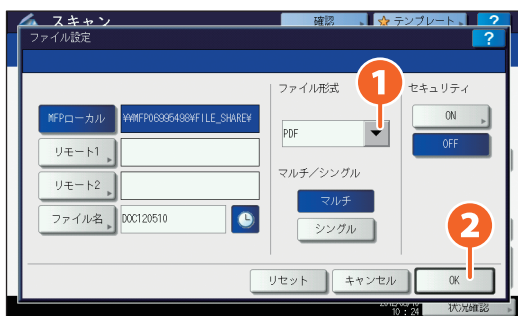 スキャン
確認
テンプレート
?
ファイル設定
?
ファイル形式
1
セキュリティ
MFPローカル
¥¥MFP06995498¥FILE_SHARE¥
PDF
ON
OFF
リモート1
リモート2
マルチ/シングル
マルチ
シングル
ファイル名
DOC120510
2
リセット
キャンセル
OK
10 : 24
状況確認